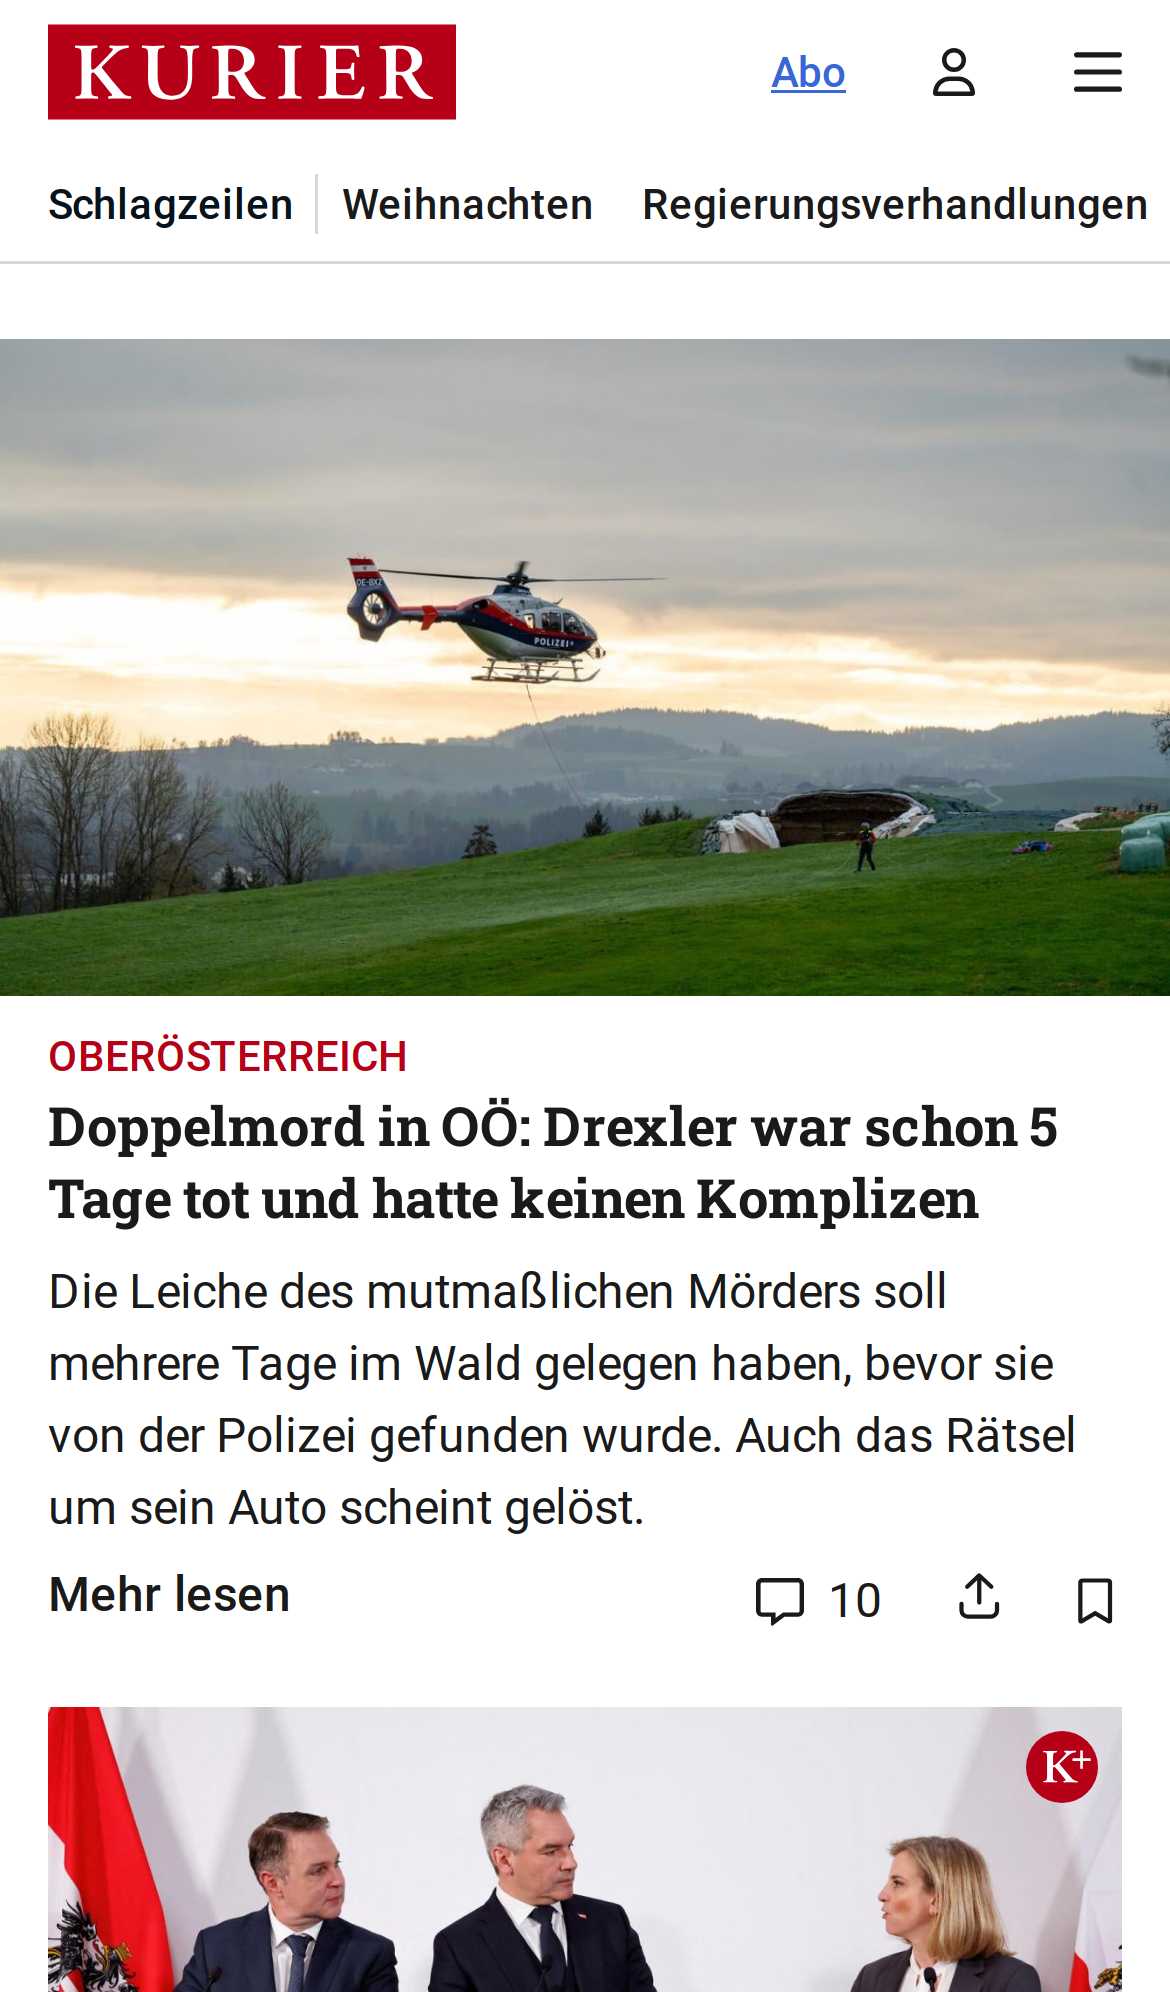 KURIER
Abo
Schlagzeilen
Weihnachten
Regierungsverhandlungen
OE-BXZ
POLIZEI
OBERÖSTERREICH
Doppelmord in OÖ: Drexler war schon 5
Tage tot und hatte keinen Komplizen
Die Leiche des mutmaßlichen Mörders soll
mehrere Tage im Wald gelegen haben, bevor sie
von der Polizei gefunden wurde. Auch das Rätsel
um sein Auto scheint gelöst.
Mehr lesen
10
K+